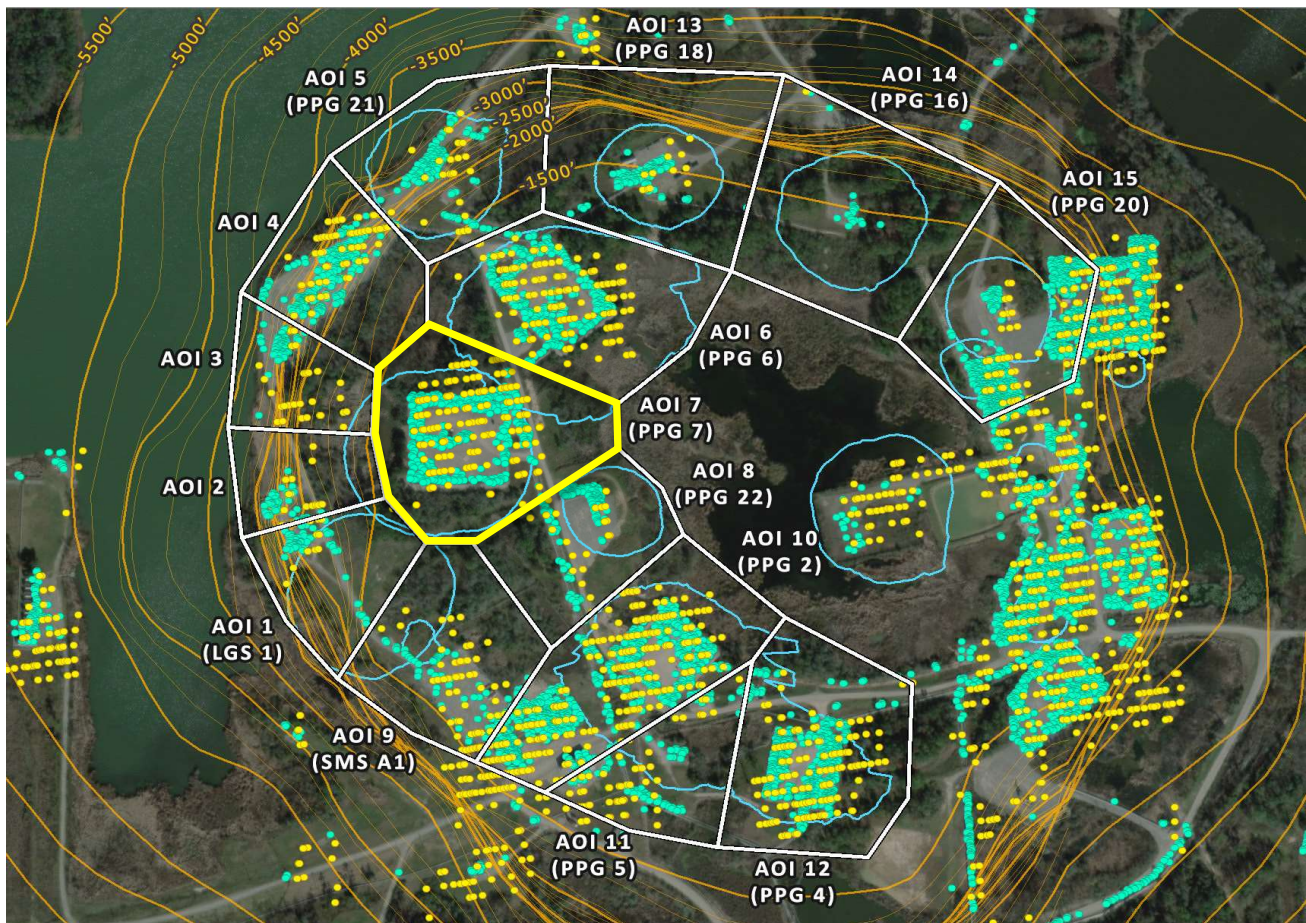 -5500'
-5000'
-4500'
-4000'
-3500'
-3000'
-2500'
-2000'
-1500'
AOI 13
(PPG 18)
AOI 14
(PPG 16)
AOI 5
(PPG 21)
AOI 15
(PPG 20)
AOI 4
AOI 3
AOI 6
(PPG 6)
AOI 7
(PPG 7)
AOI 2
AOI 8
(PPG 22)
AOI 10
(PPG 2)
AOI 1
(LGS 1)
AOI 9
(SMS A1)
AOI 11
(PPG 5)
AOI 12
(PPG 4)